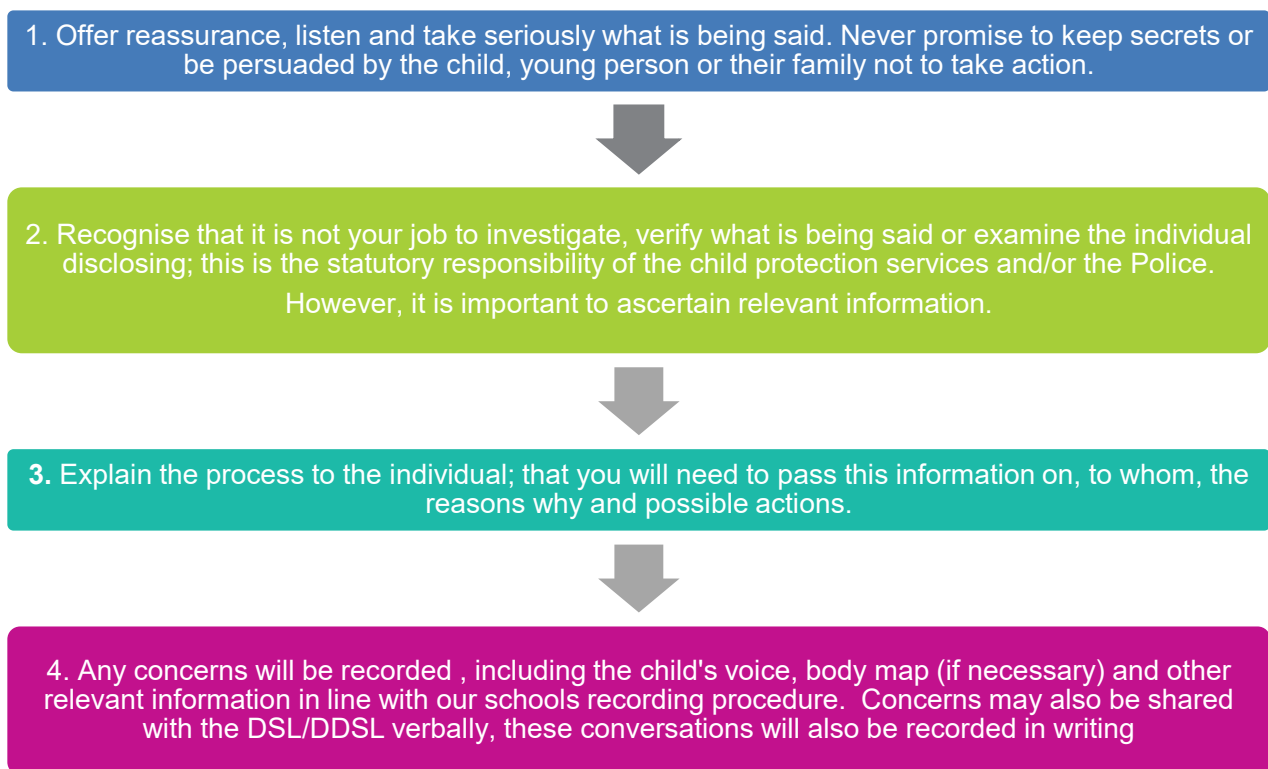 1. Offer reassurance, listen and take seriously what is being said. Never promise to keep secrets or
be persuaded by the child, young person or their family not to take action.
2. Recognise that it is not your job to investigate, verify what is being said or examine the individual
disclosing; this is the statutory responsibility of the child protection services and/or the Police.
However, it is important to ascertain relevant information.
3. Explain the process to the individual; that you will need to pass this information on, to whom, the
reasons why and possible actions.
4. Any concerns will be recorded , including the child's voice, body map (if necessary) and other
relevant information in line with our schools recording procedure.  Concerns may also be shared
with the DSL/DDSL verbally, these conversations will also be recorded in writing